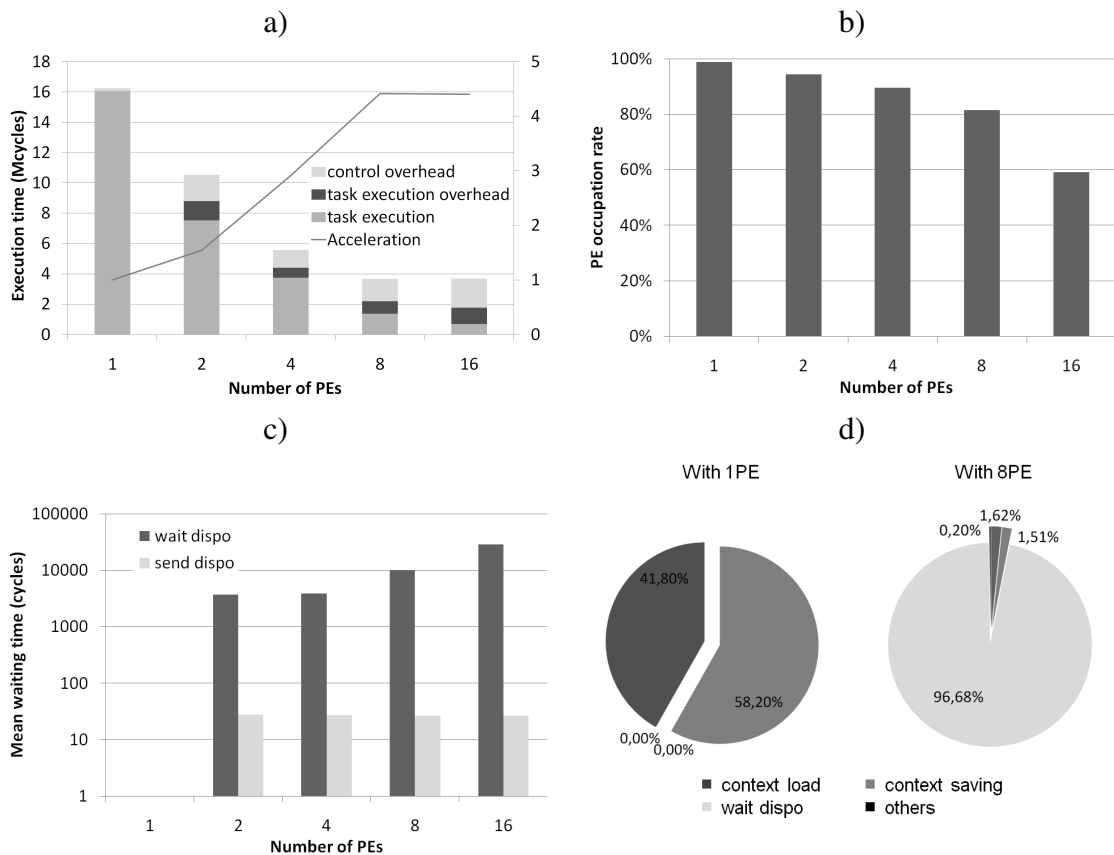 a)
18
16
14
12
10
8
6
4
2
0
Execution time (Mcycles)
5
4
3
2
1
0
control overhead
task execution overhead
task execution
Acceleration
1 2 4 8 16
Number of PEs
b)
100%
80%
60%
40%
20%
0%
PE occupation rate
1 2 4 8 16
Number of PEs
c)
100000
10000
1000
100
10
1
Mean waiting time (cycles)
wait dispo
send dispo
1 2 4 8 16
Number of PEs
d)
With 1PE
41,80%
58,20%
0,00%
0,00%
With 8PE
0,20%
1,62%
1,51%
96,68%
context load
context saving
wait dispo
others